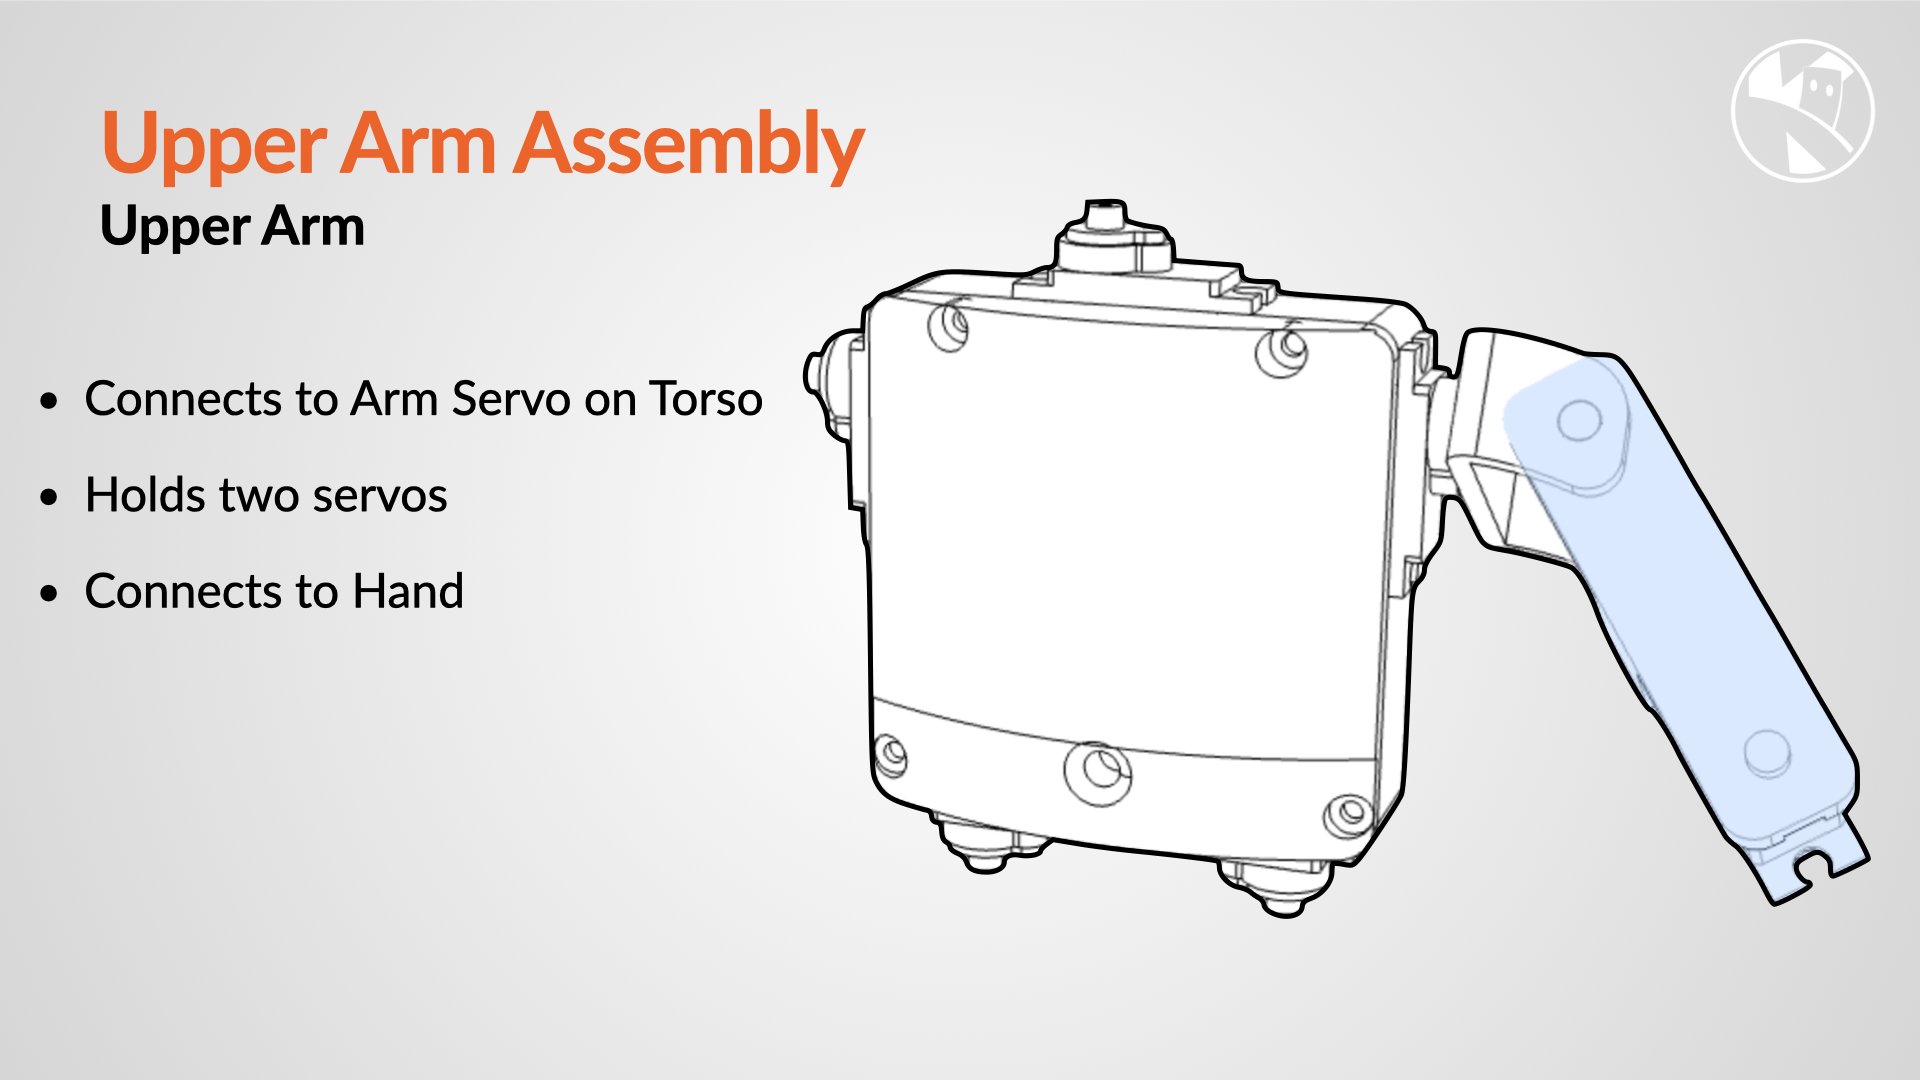 Upper Arm Assembly
Upper Arm
• Connects to Arm Servo on Torso
• Holds two servos
• Connects to Hand